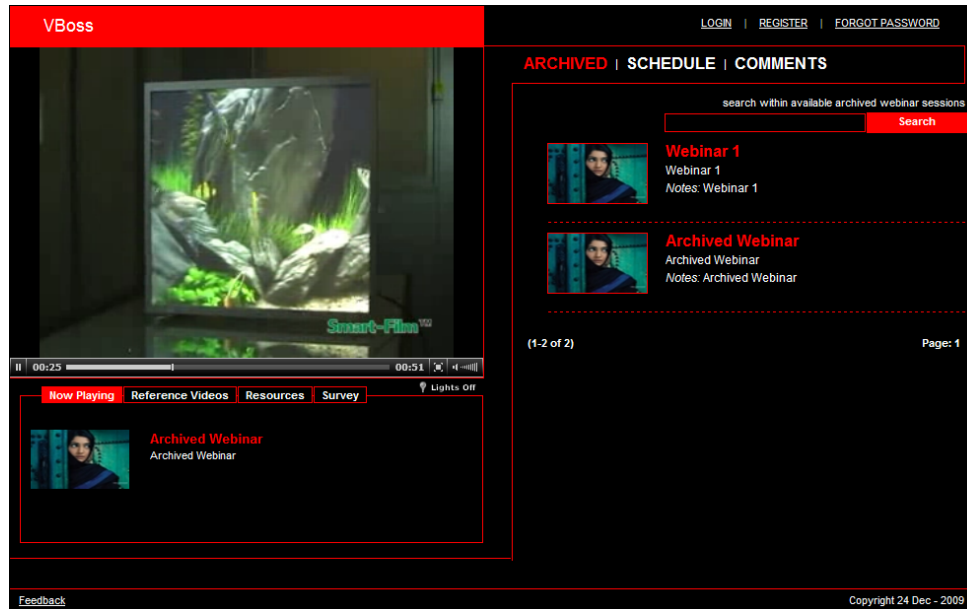 VBoss
LOGIN | REGISTER | FORGOT PASSWORD
ARCHIVED | SCHEDULE | COMMENTS
search within available archived webinar sessions
Search
Webinar 1
Webinar 1
Notes: Webinar 1
Archived Webinar
Archived Webinar
Notes: Archived Webinar
(1-2 of 2) Page: 1
Smart-Film™
00:25 00:51
Lights Off
Now Playing Reference Videos Resources Survey
Archived Webinar
Archived Webinar
Feedback Copyright 24 Dec - 2009